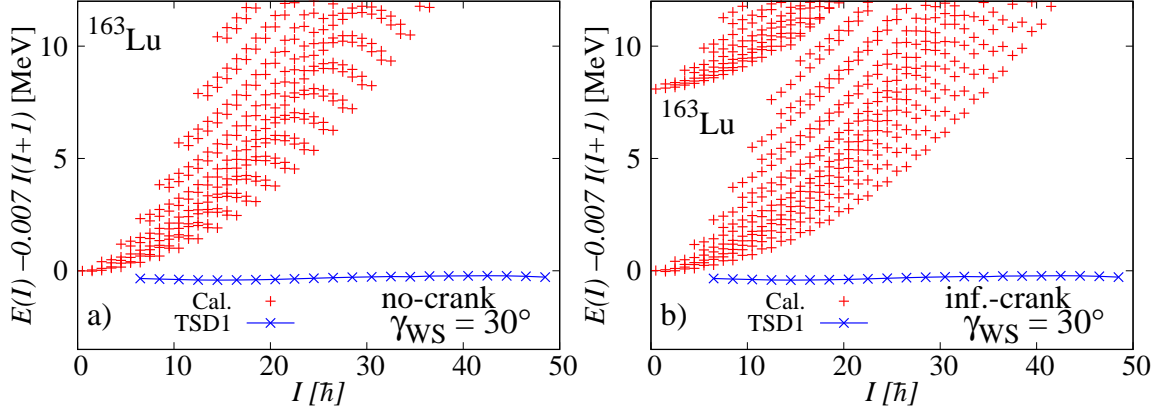 E(I) −0.007 I(I+1) [MeV]
10
5
0
163Lu
a)
Cal.
TSD1
no-crank
γWS = 30°
0 10 20 30 40 50
I [ħ]
E(I) −0.007 I(I+1) [MeV]
10
5
0
163Lu
b)
Cal.
TSD1
inf.-crank
γWS = 30°
0 10 20 30 40 50
I [ħ]